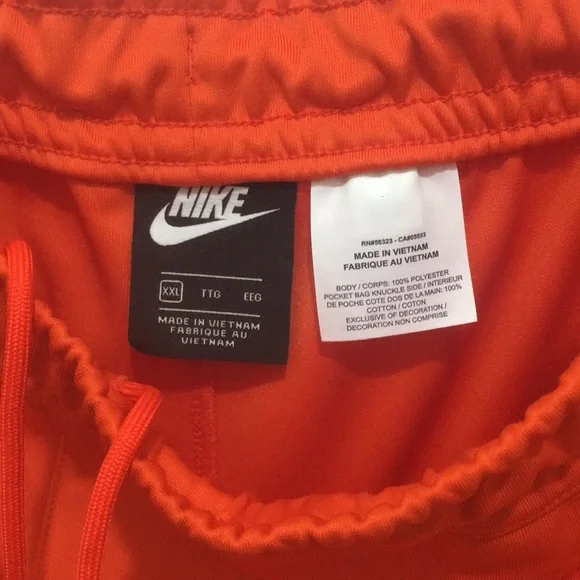 NIKE
XXL TTG EEG
MADE IN VIETNAM
FABRIQUE AU
VIETNAM
RN#56323 - CA#05553
MADE IN VIETNAM
FABRIQUE AU VIETNAM
BODY / CORPS: 100% POLYESTER
POCKET BAG KNUCKLE SIDE / INTERIEUR
DE POCHE COTE DOS DE LA MAIN: 100%
COTTON / COTON
EXCLUSIVE OF DECORATION /
DECORATION NON COMPRISE